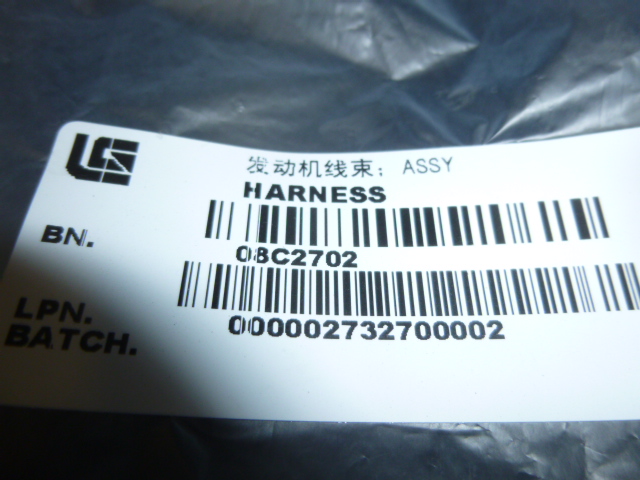 发动机线束; ASSY
HARNESS
BN.
08C2702
LPN.
000002732700002
BATCH.